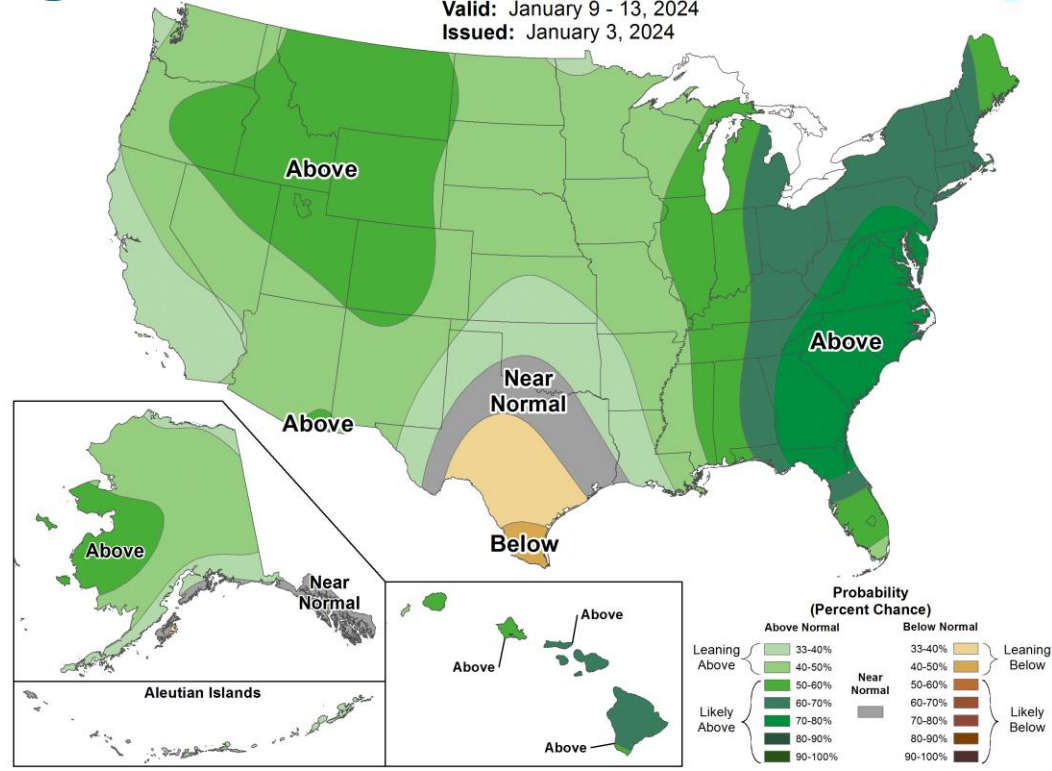 Valid: January 9 - 13, 2024
Issued: January 3, 2024
Above
Above
Near
Normal
Above
Below
Above
Near
Normal
Aleutian Islands
Above
Above
Above
Probability
(Percent Chance)
Above Normal
Below Normal
Leaning
Above
33-40%
40-50%
Likely
Above
50-60%
60-70%
70-80%
80-90%
90-100%
Near
Normal
33-40%
40-50%
Leaning
Below
50-60%
60-70%
70-80%
80-90%
90-100%
Likely
Below